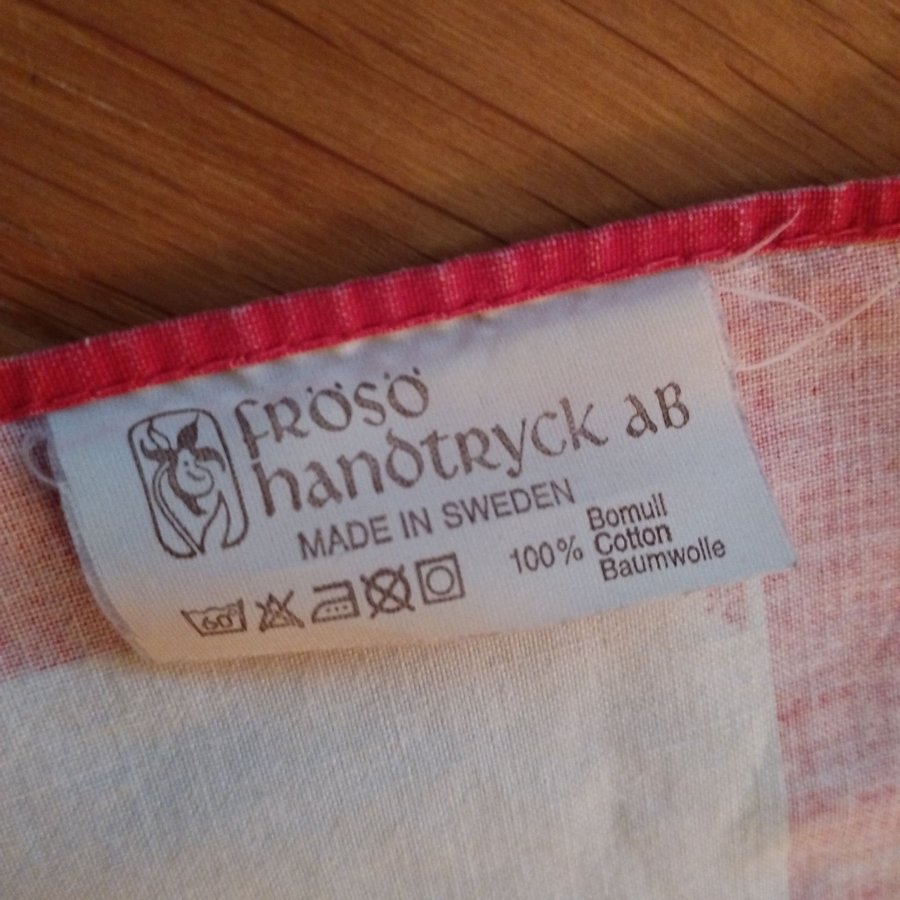 FRÖSÖ
handtryck AB
MADE IN SWEDEN
100% Bomull
Cotton
Baumwolle
60°